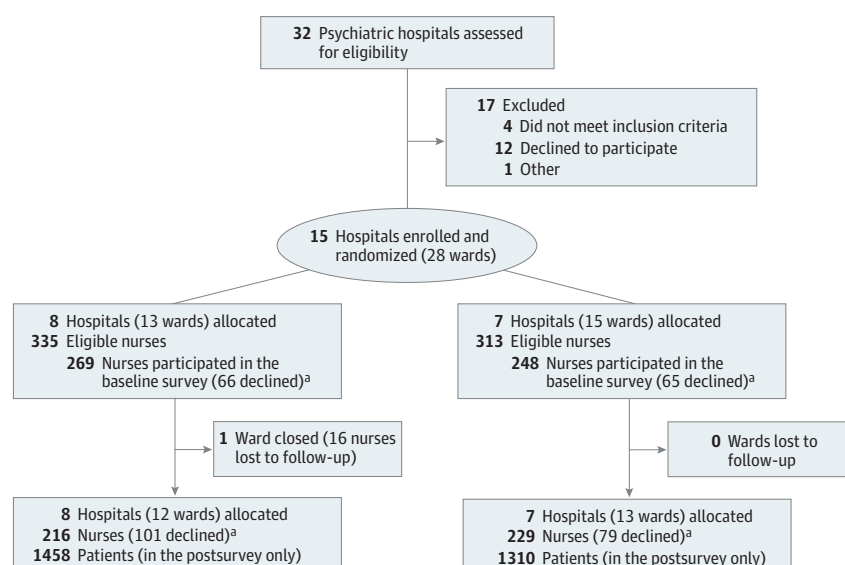 32 Psychiatric hospitals assessed
for eligibility
17 Excluded
4 Did not meet inclusion criteria
12 Declined to participate
1 Other
15 Hospitals enrolled and
randomized (28 wards)
8 Hospitals (13 wards) allocated
335 Eligible nurses
269 Nurses participated in the
baseline survey (66 declined)a
7 Hospitals (15 wards) allocated
313 Eligible nurses
248 Nurses participated in the
baseline survey (65 declined)a
1 Ward closed (16 nurses
lost to follow-up)
0 Wards lost to
follow-up
8 Hospitals (12 wards) allocated
216 Nurses (101 declined)a
1458 Patients (in the postsurvey only)
7 Hospitals (13 wards) allocated
229 Nurses (79 declined)a
1310 Patients (in the postsurvey only)